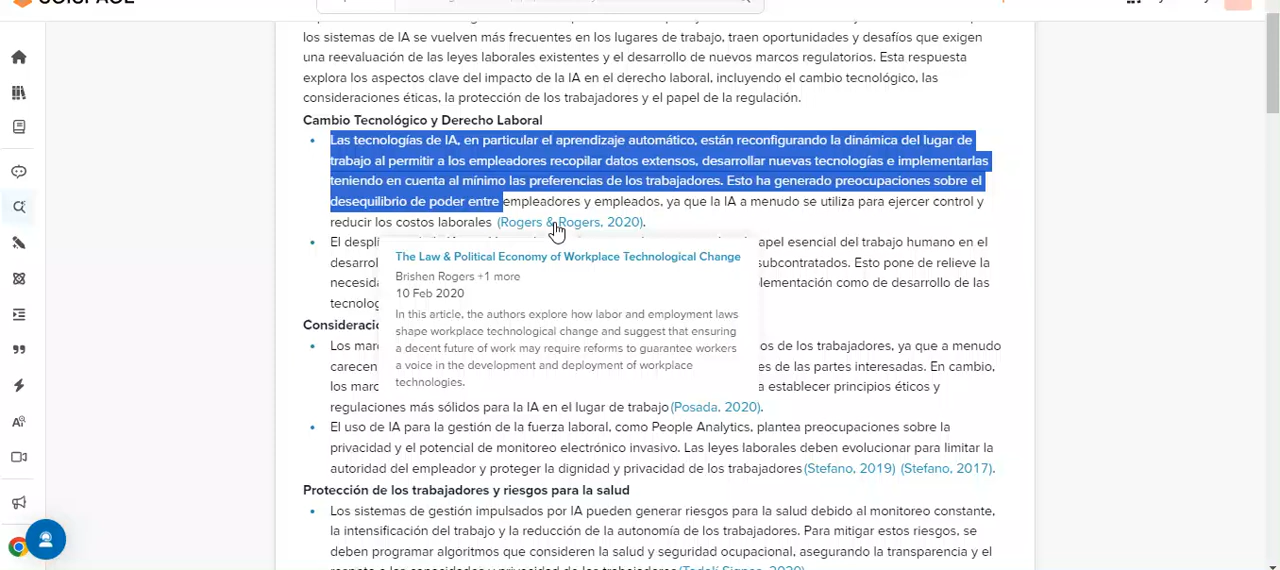 los sistemas de IA se vuelven más frecuentes en los lugares de trabajo, traen oportunidades y desafíos que exigen
una reevaluación de las leyes laborales existentes y el desarrollo de nuevos marcos regulatorios. Esta respuesta
explora los aspectos clave del impacto de la IA en el derecho laboral, incluyendo el cambio tecnológico, las
consideraciones éticas, la protección de los trabajadores y el papel de la regulación.
Cambio Tecnológico y Derecho Laboral
Las tecnologías de IA, en particular el aprendizaje automático, están reconfigurando la dinámica del lugar de
trabajo al permitir a los empleadores recopilar datos extensos, desarrollar nuevas tecnologías e implementarlas
teniendo en cuenta al mínimo las preferencias de los trabajadores. Esto ha generado preocupaciones sobre el
desequilibrio de poder entre empleadores y empleados, ya que la IA a menudo se utiliza para ejercer control y
reducir los costos laborales (Rogers & Rogers, 2020).
El despli papel esencial del trabajo humano en el
desarrol subcontratados. Esto pone de relieve la
necesida lementación como de desarrollo de las
tecnolog
The Law & Political Economy of Workplace Technological Change
Brishen Rogers +1 more
10 Feb 2020
In this article, the authors explore how labor and employment laws
shape workplace technological change and suggest that ensuring
a decent future of work may require reforms to guarantee workers
a voice in the development and deployment of workplace
technologies.
Consideracio
Los mar os de los trabajadores, ya que a menudo
carecen es de las partes interesadas. En cambio,
los marc a establecer principios éticos y
regulaciones más sólidos para la IA en el lugar de trabajo (Posada, 2020).
El uso de IA para la gestión de la fuerza laboral, como People Analytics, plantea preocupaciones sobre la
privacidad y el potencial de monitoreo electrónico invasivo. Las leyes laborales deben evolucionar para limitar la
autoridad del empleador y proteger la dignidad y privacidad de los trabajadores (Stefano, 2019) (Stefano, 2017).
Protección de los trabajadores y riesgos para la salud
Los sistemas de gestión impulsados por IA pueden generar riesgos para la salud debido al monitoreo constante,
la intensificación del trabajo y la reducción de la autonomía de los trabajadores. Para mitigar estos riesgos, se
deben programar algoritmos que consideren la salud y seguridad ocupacional, asegurando la transparencia y el